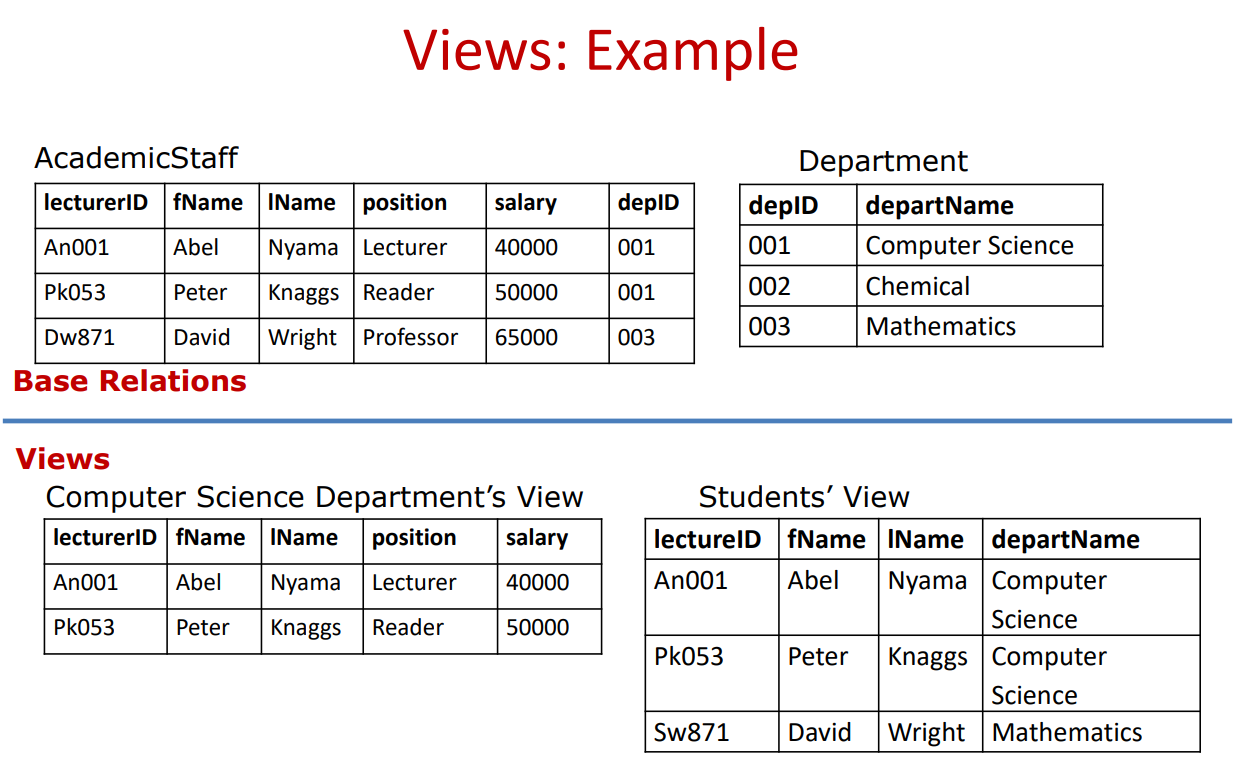 Views: Example
AcademicStaff
lecturerID fName lName position salary depID
An001 Abel Nyama Lecturer 40000 001
Pk053 Peter Knaggs Reader 50000 001
Dw871 David Wright Professor 65000 003
Department
depID departName
001 Computer Science
002 Chemical
003 Mathematics
Base Relations
Views
Computer Science Department’s View
lecturerID fName lName position salary
An001 Abel Nyama Lecturer 40000
Pk053 Peter Knaggs Reader 50000
Students’ View
lectureID fName lName departName
An001 Abel Nyama Computer
Science
Pk053 Peter Knaggs Computer
Science
Sw871 David Wright Mathematics